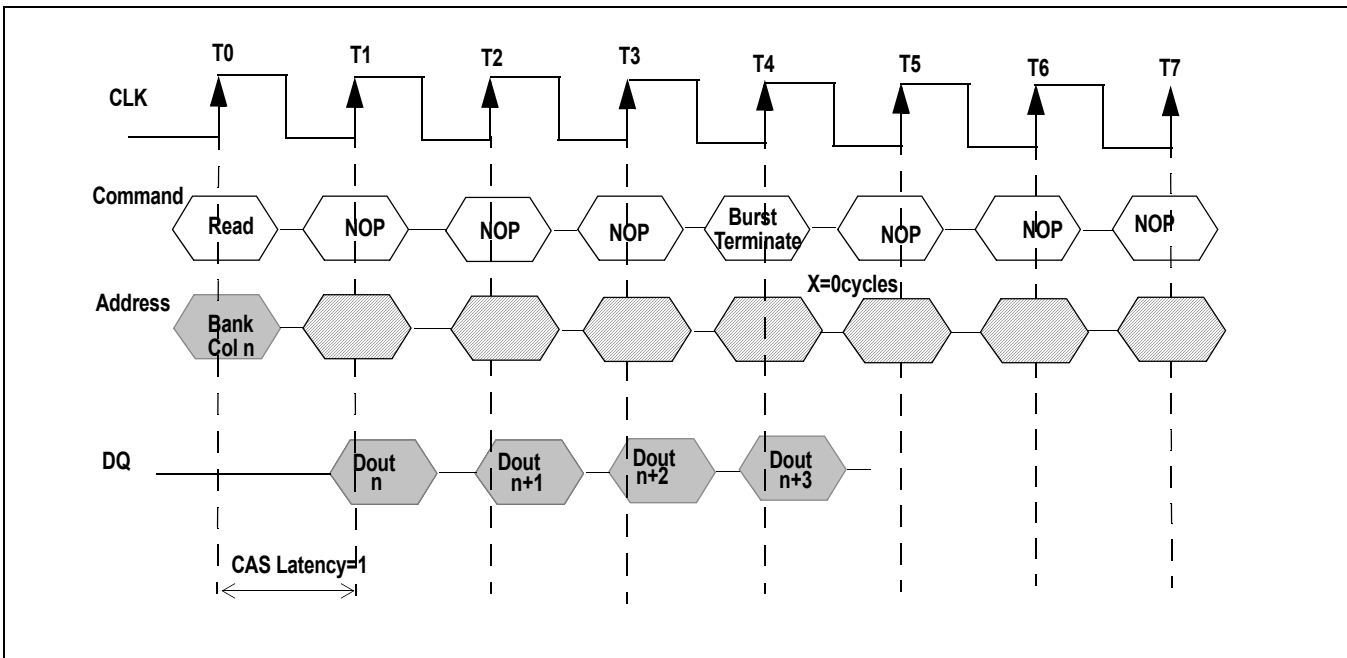 T0 T1 T2 T3 T4 T5 T6 T7
CLK
Command
Read NOP NOP NOP Burst Terminate NOP NOP NOP
X=0cycles
Address
Bank
Col n
DQ
Dout n Dout n+1 Dout n+2 Dout n+3
CAS Latency=1